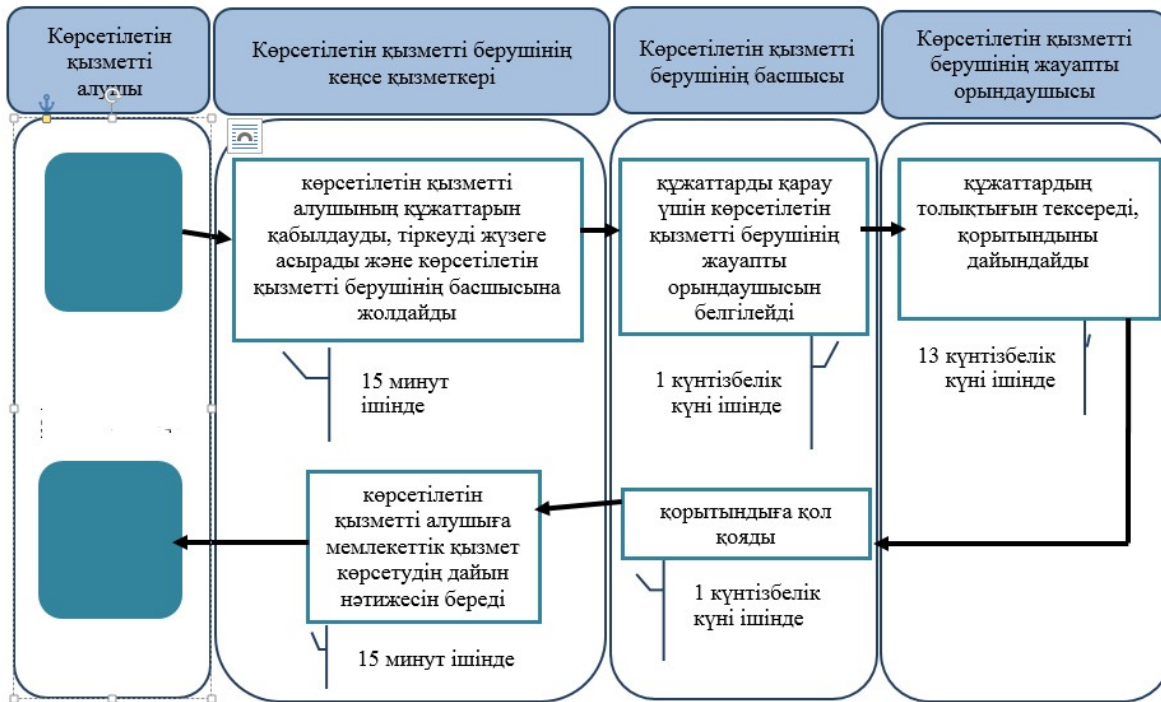 Көрсетілетін
қызметті
алушы
Көрсетілетін қызметті берушінің
кеңсе қызметкері
Көрсетілетін қызметті
берушінің басшысы
Көрсетілетін қызметті
берушінің жауапты
орындаушысы
көрсетілетін қызметті
алушының құжаттарын
қабылдауды, тіркеуді жүзеге
асырады және көрсетілетін
қызметті берушінің басшысына
жолдайды
құжаттарды қарау
үшін көрсетілетін
қызметті берушінің
жауапты
орындаушысын
белгілейді
құжаттардың
толықтығын тексереді,
қорытындыны
дайындайды
15 минут
ішінде
1 күнтізбелік
күні ішінде
13 күнтізбелік
күні ішінде
көрсетілетін
қызметті алушыға
мемлекеттік қызмет
көрсетудің дайын
нәтижесін береді
қорытындыға қол
қояды
15 минут ішінде
1 күнтізбелік
күні ішінде